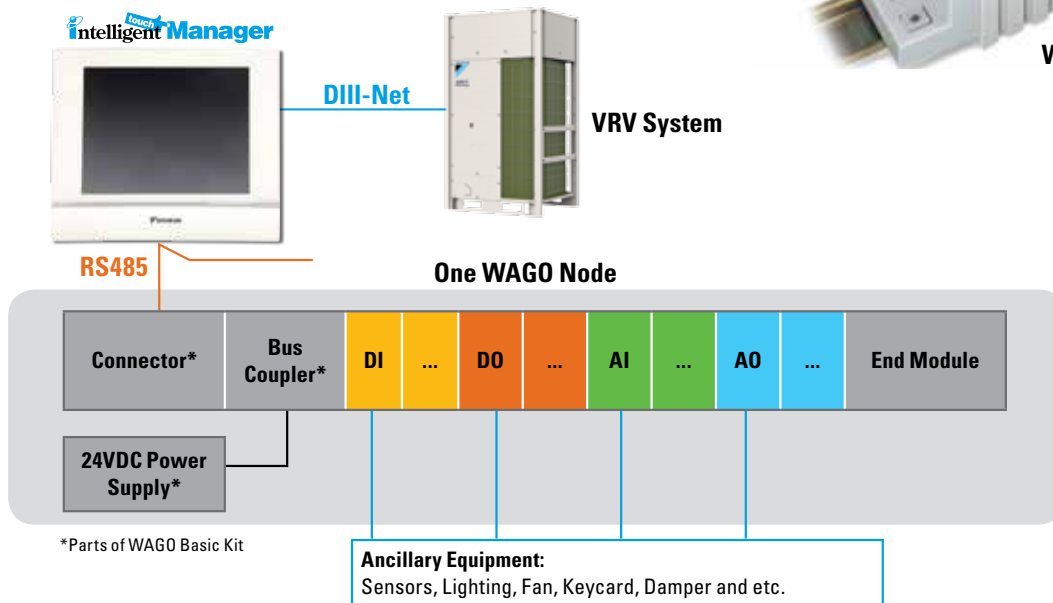 intelligent touch Manager
W
DIII-Net
VRV System
DAIKIN
RS485
One WAGO Node
Connector*
Bus
Coupler*
DI
...
DO
...
AI
...
AO
...
End Module
24VDC Power
Supply*
*Parts of WAGO Basic Kit
Ancillary Equipment:
Sensors, Lighting, Fan, Keycard, Damper and etc.